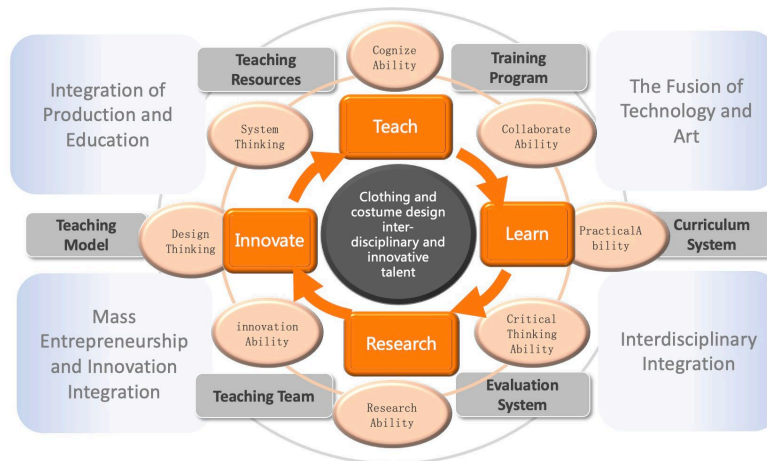 Teaching
Resources
Cognize
Ability
Training
Program
Integration of
Production and
Education
The Fusion of
Technology and
Art
System
Thinking
Teach
Collaborate
Ability
Teaching
Model
Design
Thinking
Innovate
Clothing and
costume design
inter-
disciplinary and
innovative
talent
Learn
PracticalA
bility
Curriculum
System
Mass
Entrepreneurship
and Innovation
Integration
innovation
Ability
Research
Critical
Thinking
Ability
Interdisciplinary
Integration
Teaching Team
Research
Ability
Evaluation
System